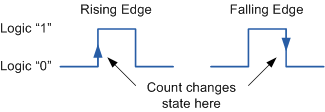 Rising Edge
Falling Edge
Logic “1”
Logic “0”
Count changes
state here